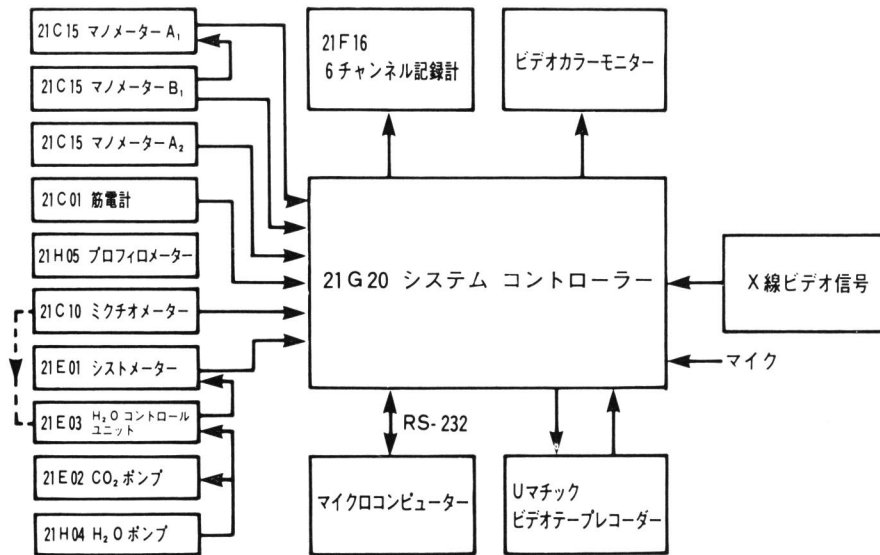 21C15 マノメーター A₁
21C15 マノメーター B₁
21C15 マノメーター A₂
21C01 筋電計
21H05 プロフィロメーター
21C10 ミクチオメーター
21E01 シストメーター
21E03 H₂O コントロール
ユニット
21E02 CO₂ ポンプ
21H04 H₂O ポンプ
21F16
6チャンネル記録計
ビデオカラーモニター
21G20 システム コントローラー
X線ビデオ信号
マイク
RS-232
マイクロコンピューター
Uマチック
ビデオテープレコーダー